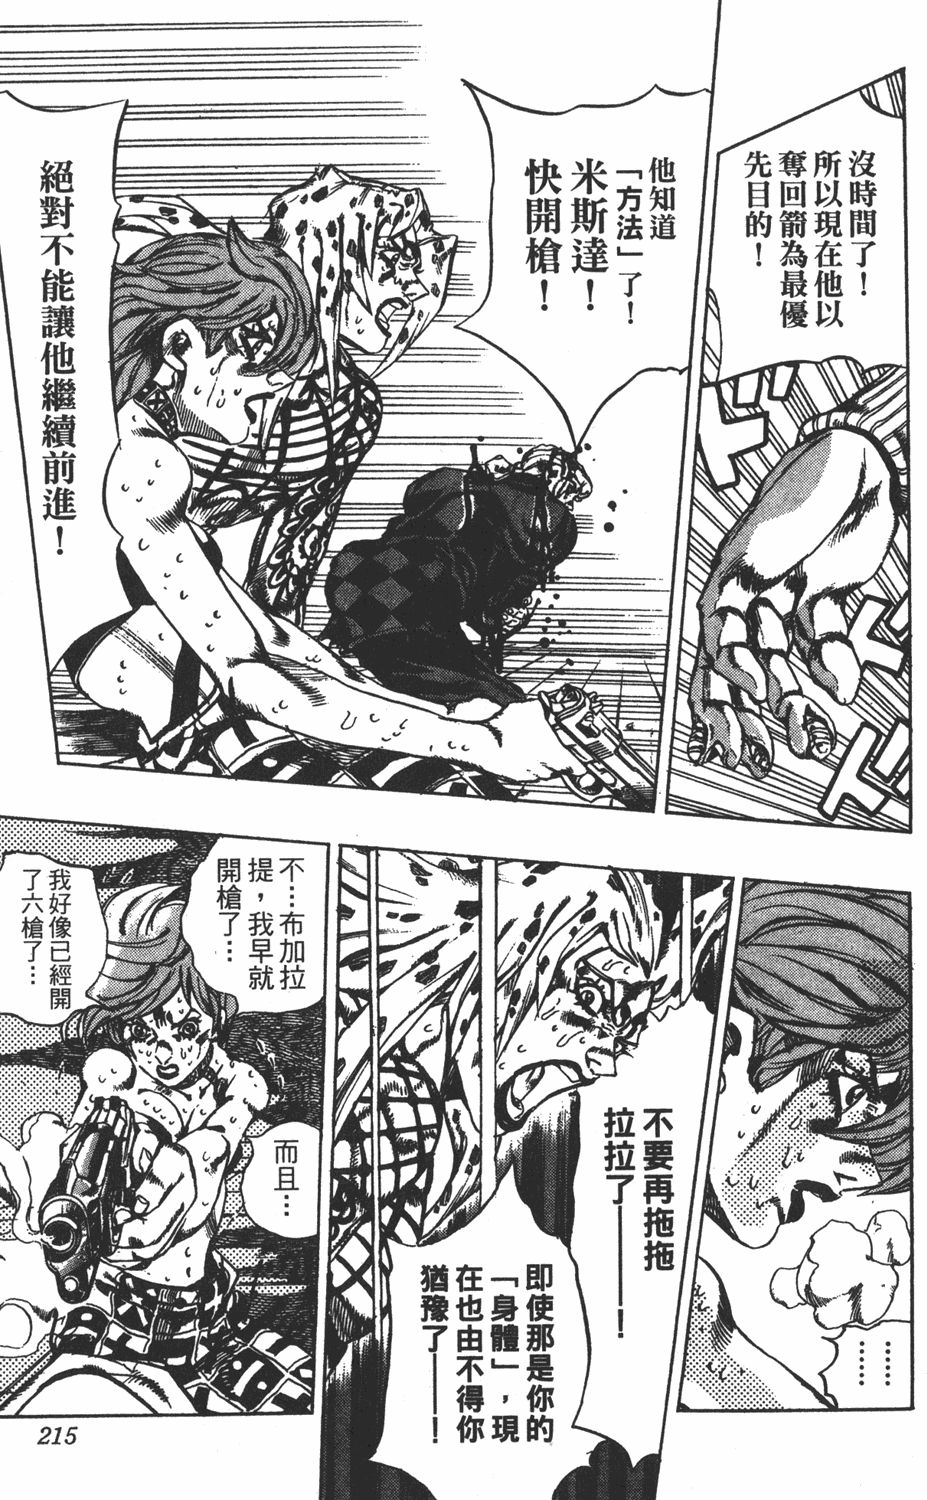 沒時間了！
所以現在他以
奪回箭為最優
先目的！
他知道
「方法」了！
米斯達！
快開槍！
絕對不能讓他繼續前進！
ド
ド
ド
……
……
不要再拖拖
拉拉了——！
即使那是你的
「身體」，現
在也由不得你
猶豫了——！
不…布加拉
提，我早就
開槍了…
而且…
我好像已經開
了六槍了…
215